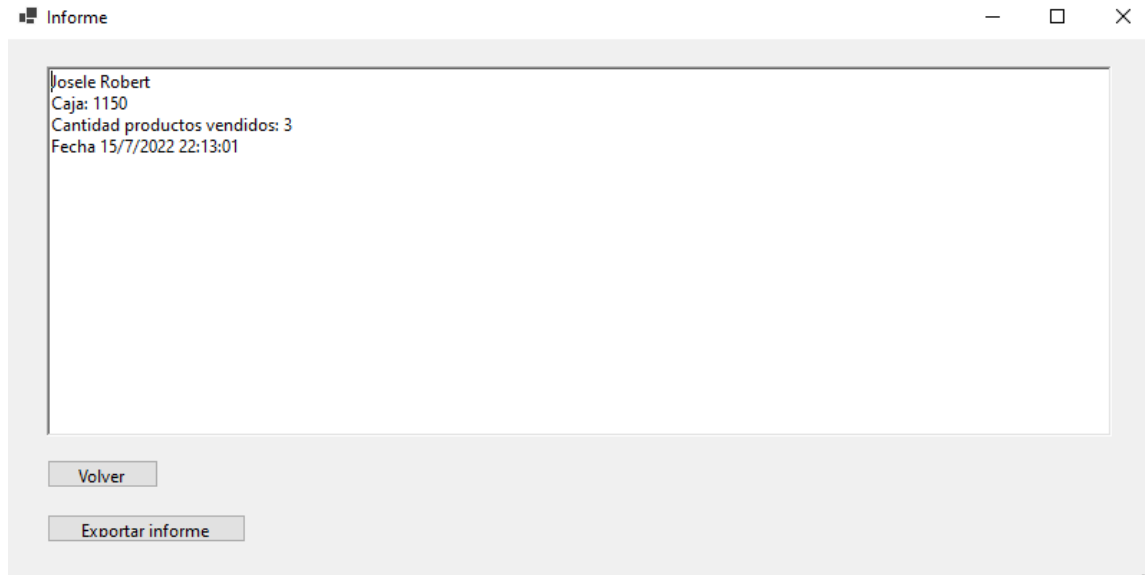 Informe
Josele Robert
Caja: 1150
Cantidad productos vendidos: 3
Fecha 15/7/2022 22:13:01
Volver
Exportar informe